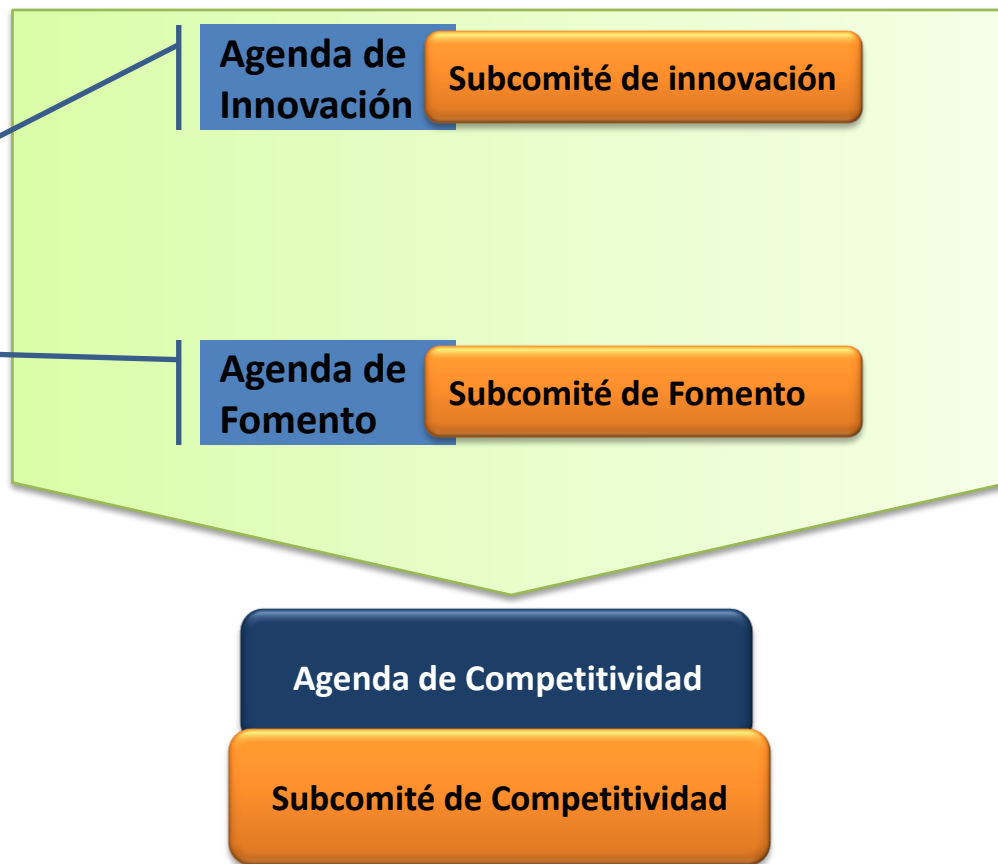 Agenda de
Innovación
Subcomité de innovación
Agenda de
Fomento
Subcomité de Fomento
Agenda de Competitividad
Subcomité de Competitividad